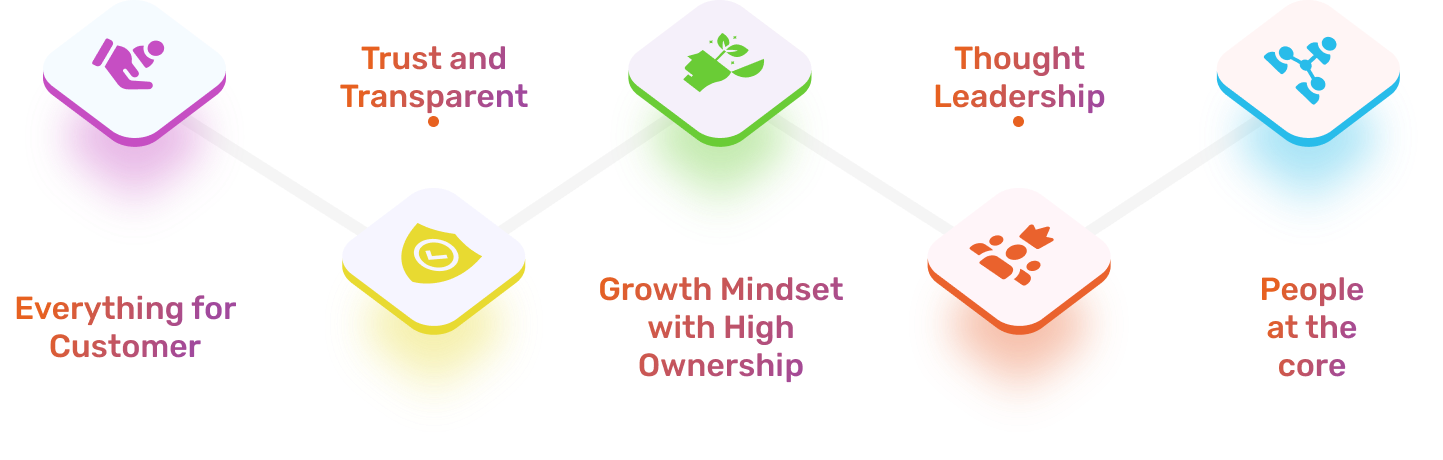 Everything for
Customer
Trust and
Transparent
Growth Mindset
with High
Ownership
Thought
Leadership
People
at the
core